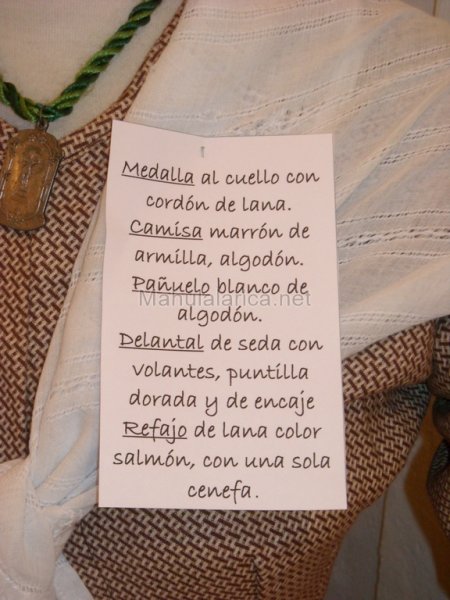 Medalla al cuello con
cordón de lana.
Camisa marrón de
armilla, algodón.
Pañuelo blanco de
algodón.
Manulalarica.net
Delantal de seda con
volantes, puntilla
dorada y de encaje
Refajo de lana color
salmón, con una sola
cenefa.